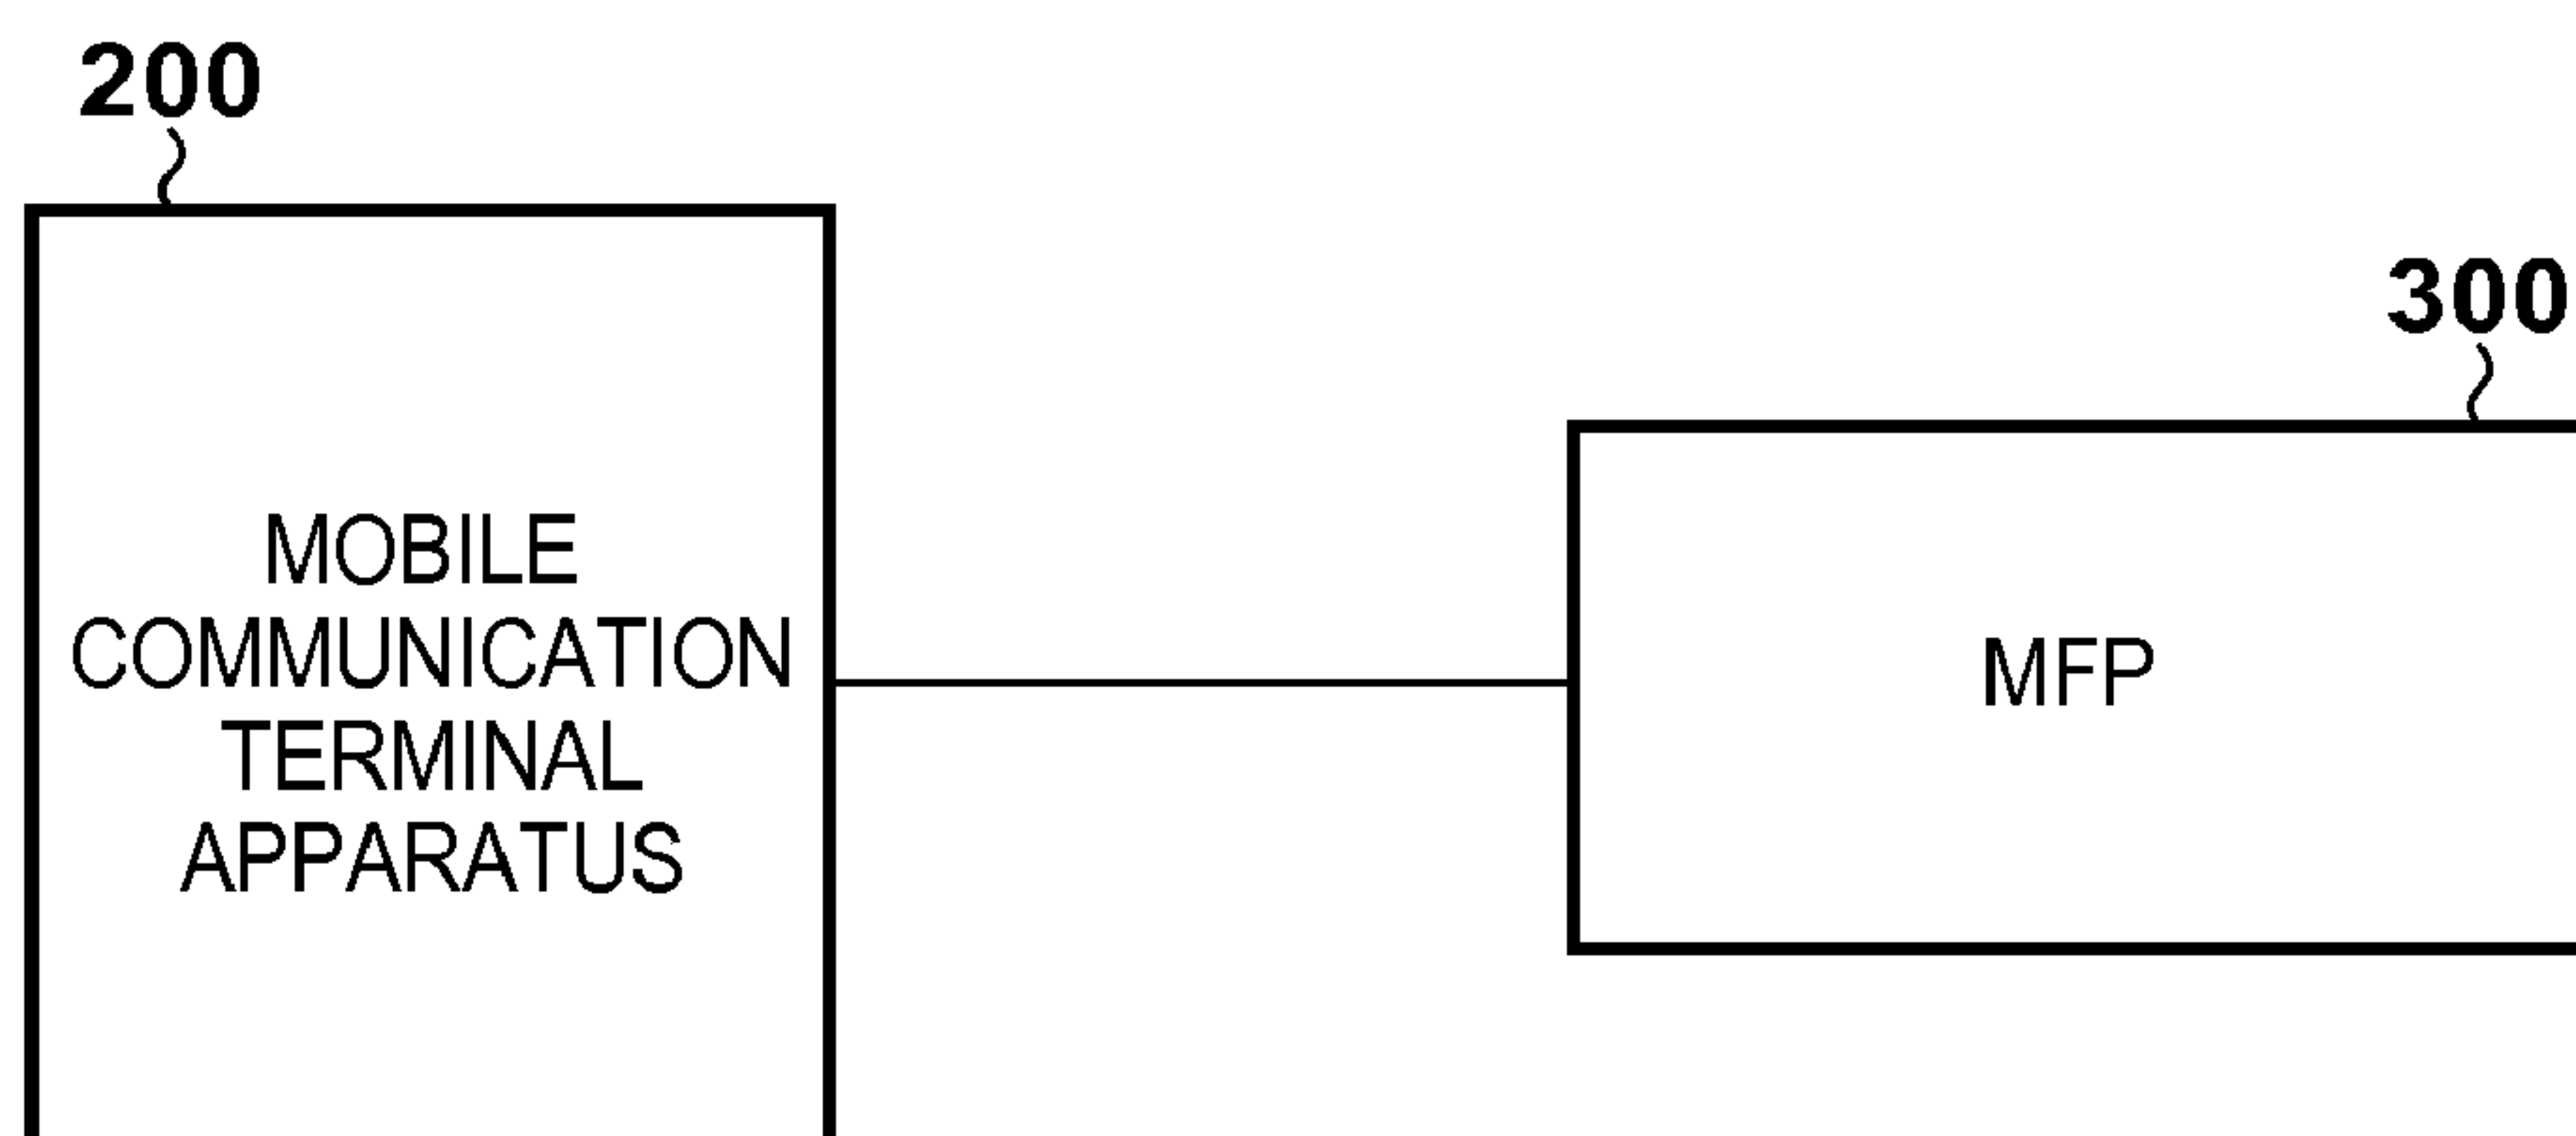 200
300
MOBILE
COMMUNICATION
TERMINAL
APPARATUS
MFP